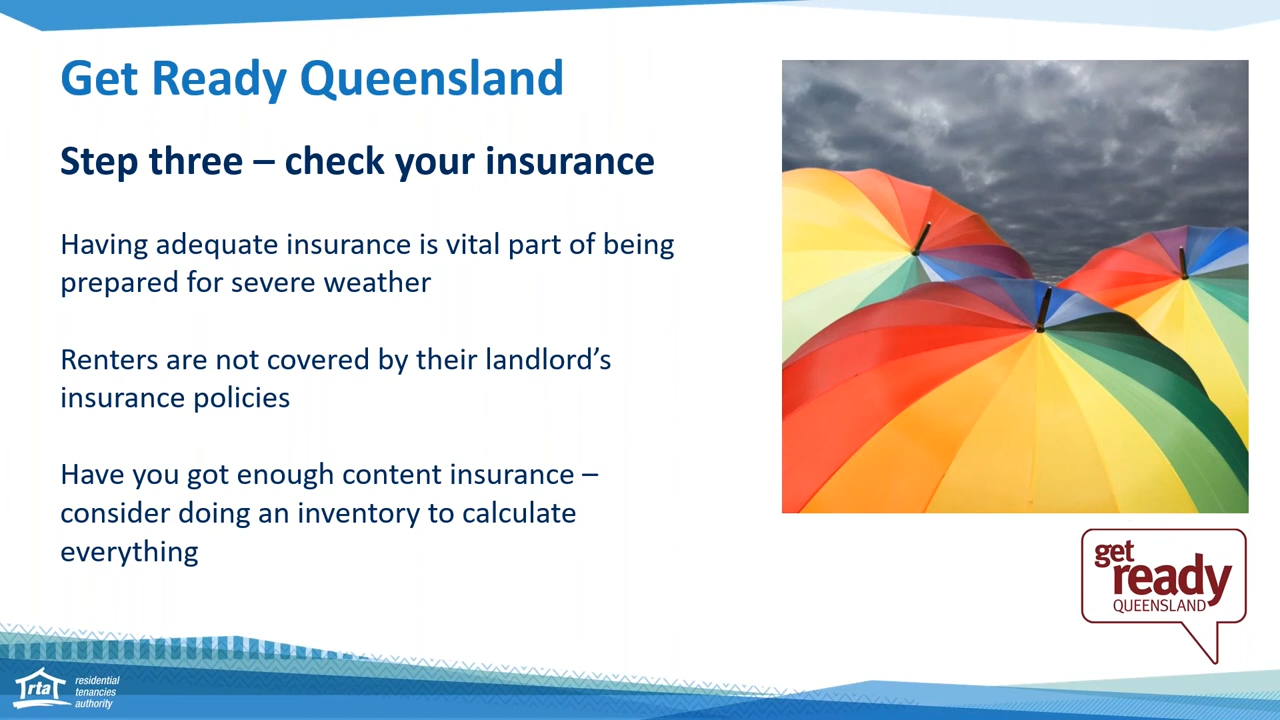 Get Ready Queensland
Step three – check your insurance
Having adequate insurance is vital part of being
prepared for severe weather
Renters are not covered by their landlord’s
insurance policies
Have you got enough content insurance –
consider doing an inventory to calculate
everything
get
ready
QUEENSLAND
rta
residential
tenancies
authority